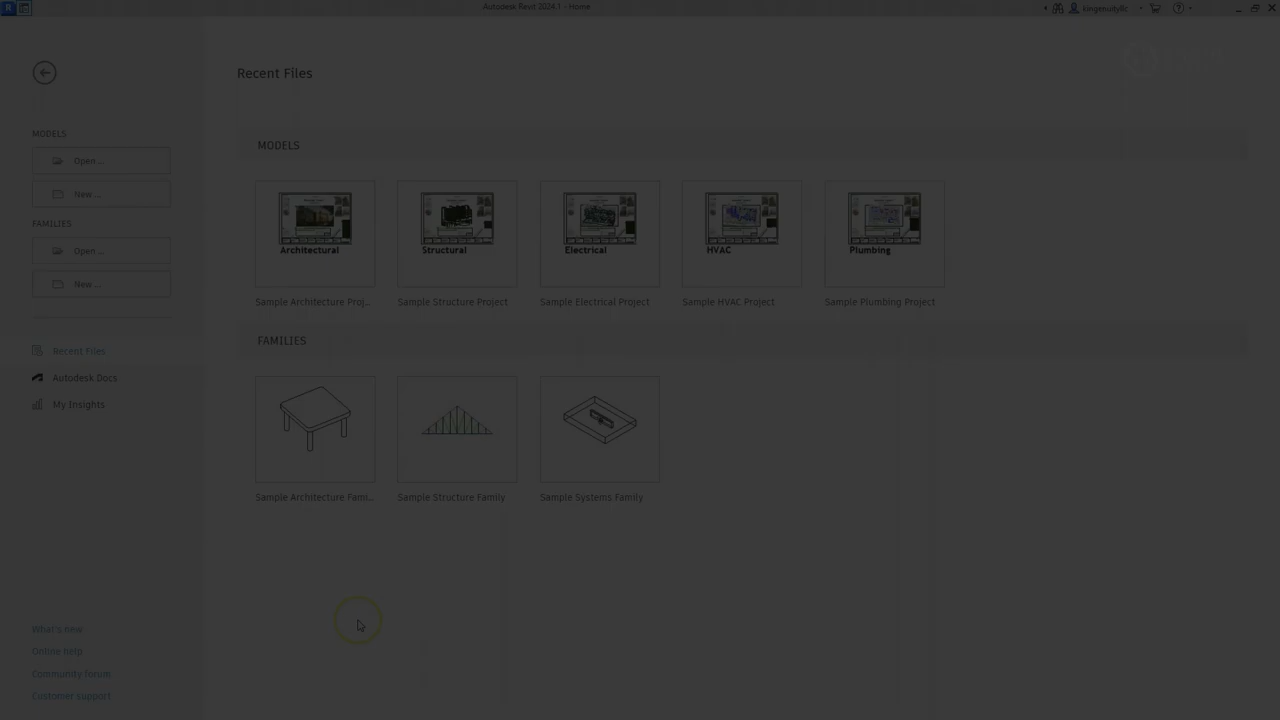 Autodesk Revit 2024.1 - Home
kingenuityllc
Recent Files
MODELS
Open...
New ...
FAMILIES
Open ...
New ...
Recent Files
Autodesk Docs
My Insights
What's new
Online help
Community forum
Customer support
MODELS
Architectural
Structural
Electrical
HVAC
Plumbing
Sample Architecture Proj...
Sample Structure Project
Sample Electrical Project
Sample HVAC Project
Sample Plumbing Project
FAMILIES
Sample Architecture Fami...
Sample Structure Family
Sample Systems Family